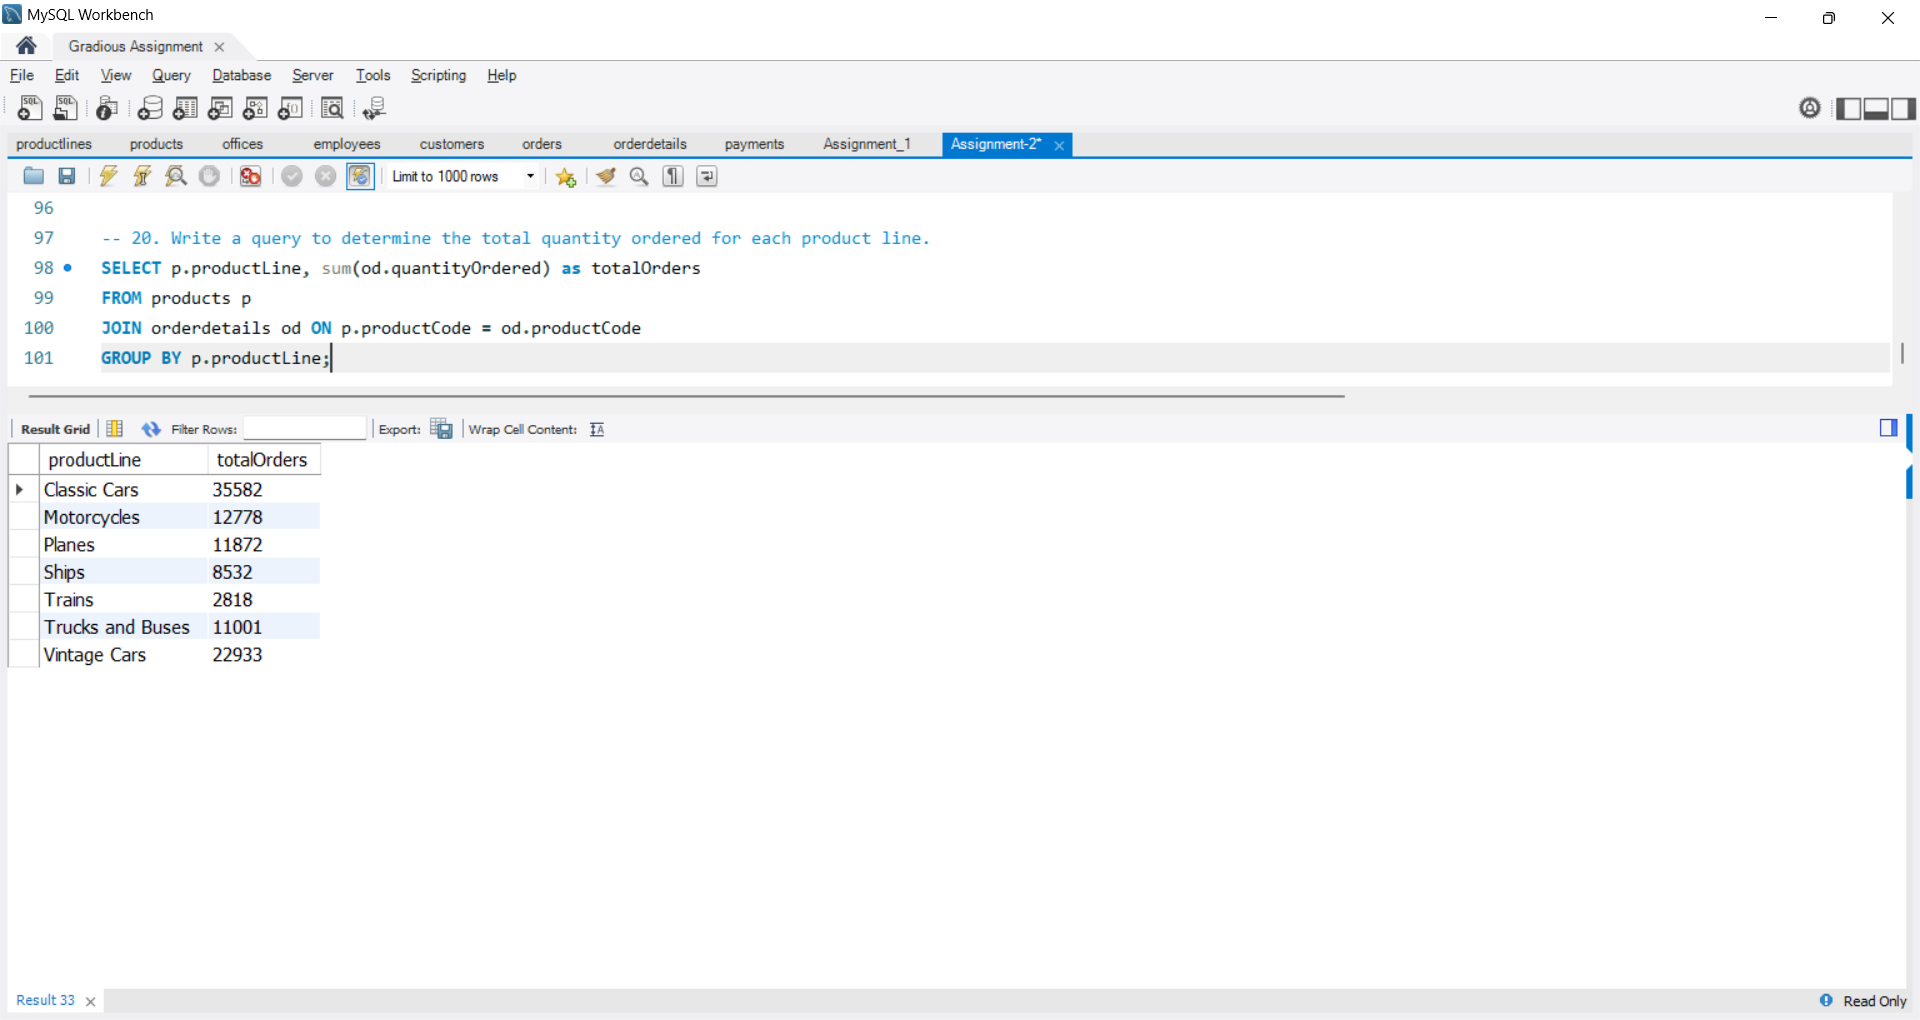 MySQL Workbench
Gradious Assignment
File Edit View Query Database Server Tools Scripting Help
productlines products offices employees customers orders orderdetails payments Assignment_1 Assignment-2*
Limit to 1000 rows
96
97 -- 20. Write a query to determine the total quantity ordered for each product line.
98 SELECT p.productLine, sum(od.quantityOrdered) as totalOrders
99 FROM products p
100 JOIN orderdetails od ON p.productCode = od.productCode
101 GROUP BY p.productLine;
Result Grid Filter Rows: Export: Wrap Cell Content:
productLine totalOrders
Classic Cars 35582
Motorcycles 12778
Planes 11872
Ships 8532
Trains 2818
Trucks and Buses 11001
Vintage Cars 22933
Result 33 Read Only